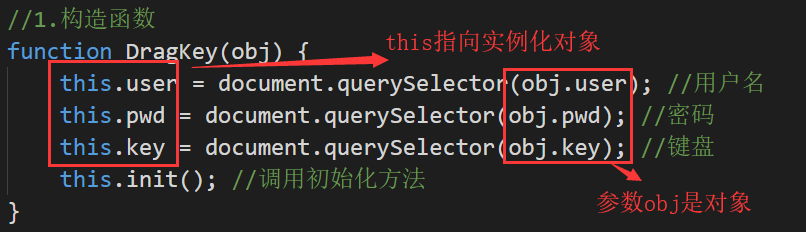 //1.构造函数
function DragKey(obj) {
this指向实例化对象
this.user = document.querySelector(obj.user); //用户名
this.pwd = document.querySelector(obj.pwd); //密码
this.key = document.querySelector(obj.key); //键盘
this.init(); //调用初始化方法
参数obj是对象
}